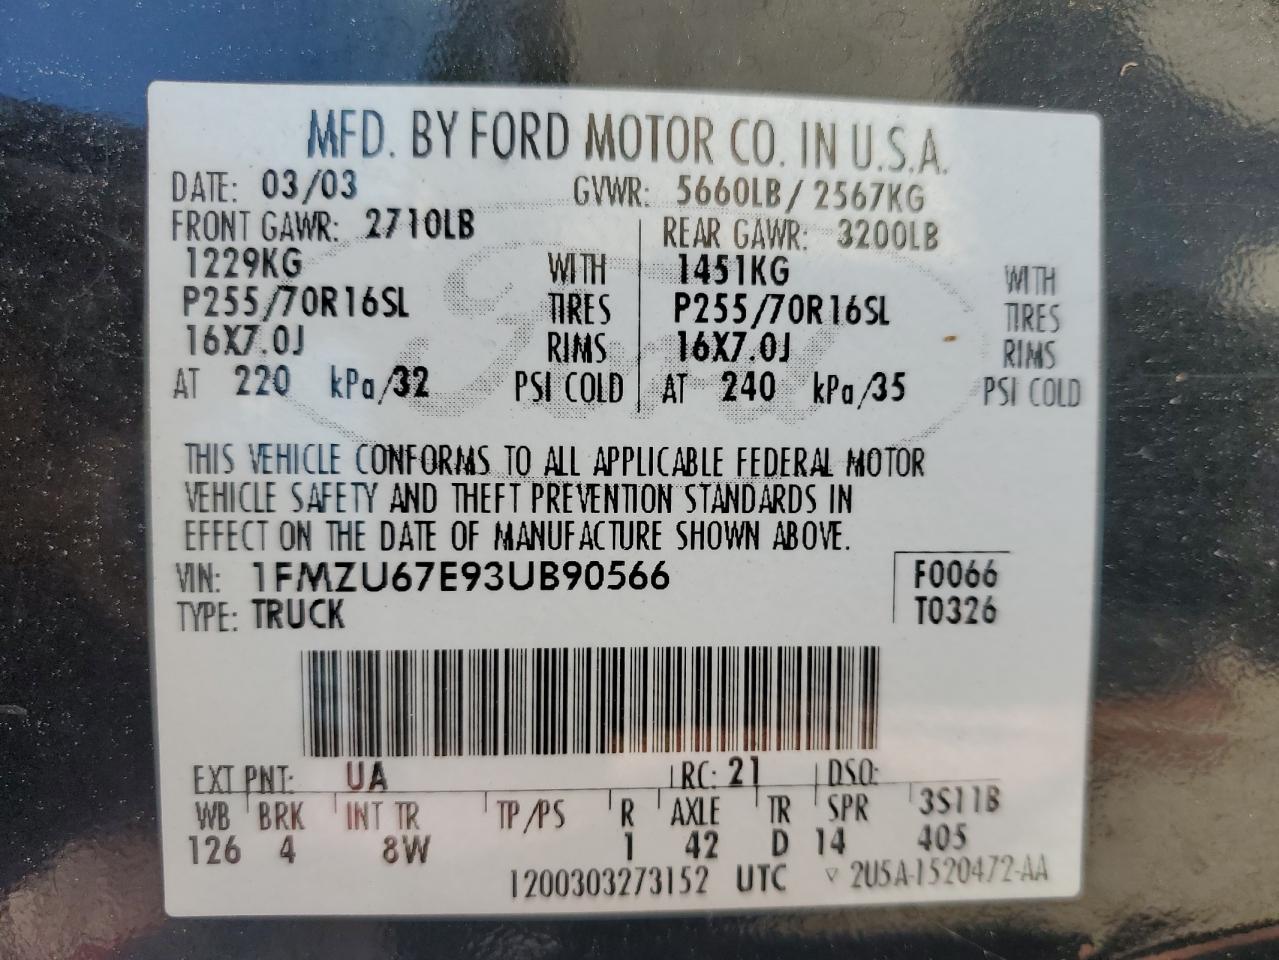 MFD. BY FORD MOTOR CO. IN U.S.A.
DATE: 03/03 GVWR: 5660LB / 2567KG
FRONT GAWR: 2710LB REAR GAWR: 3200LB
1229KG WITH 1451KG WITH
P255/70R16SL TIRES P255/70R16SL TIRES
16X7.0J RIMS 16X7.0J RIMS
AT 220 kPa/32 PSI COLD AT 240 kPa/35 PSI COLD
THIS VEHICLE CONFORMS TO ALL APPLICABLE FEDERAL MOTOR
VEHICLE SAFETY AND THEFT PREVENTION STANDARDS IN
EFFECT ON THE DATE OF MANUFACTURE SHOWN ABOVE.
VIN: 1FMZU67E93UB90566 F0066
TYPE: TRUCK T0326
EXT PNT: UA RC: 21 DSO:
WB BRK INT TR TP/PS R AXLE TR SPR 3S11B
126 4 8W 1 42 D 14 405
1200303273152 UTC ▽ 2U5A-1520472-AA